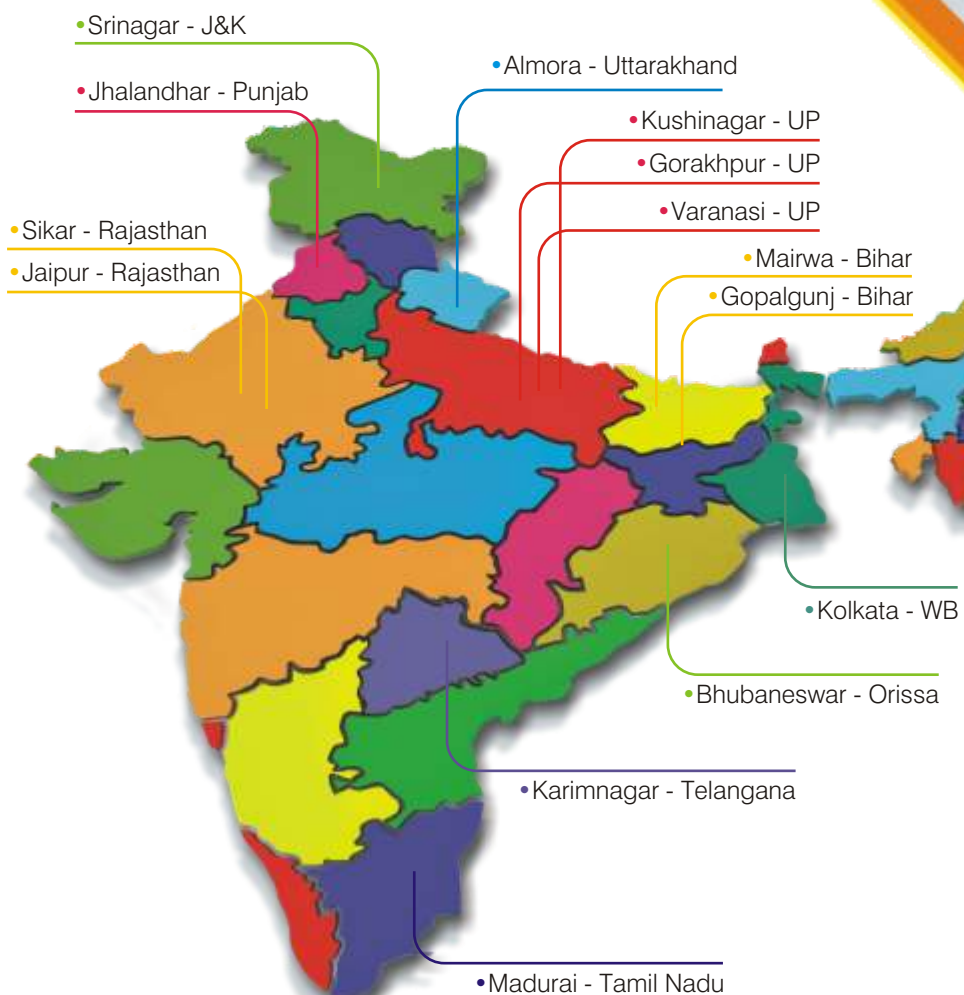 •Srinagar - J&K
•Almora - Uttarakhand
•Jhalandhar - Punjab
•Kushinagar - UP
•Gorakhpur - UP
•Varanasi - UP
•Sikar - Rajasthan
•Mairwa - Bihar
•Jaipur - Rajasthan
•Gopalgunj - Bihar
•Kolkata - WB
•Bhubaneswar - Orissa
•Karimnagar - Telangana
•Madurai - Tamil Nadu